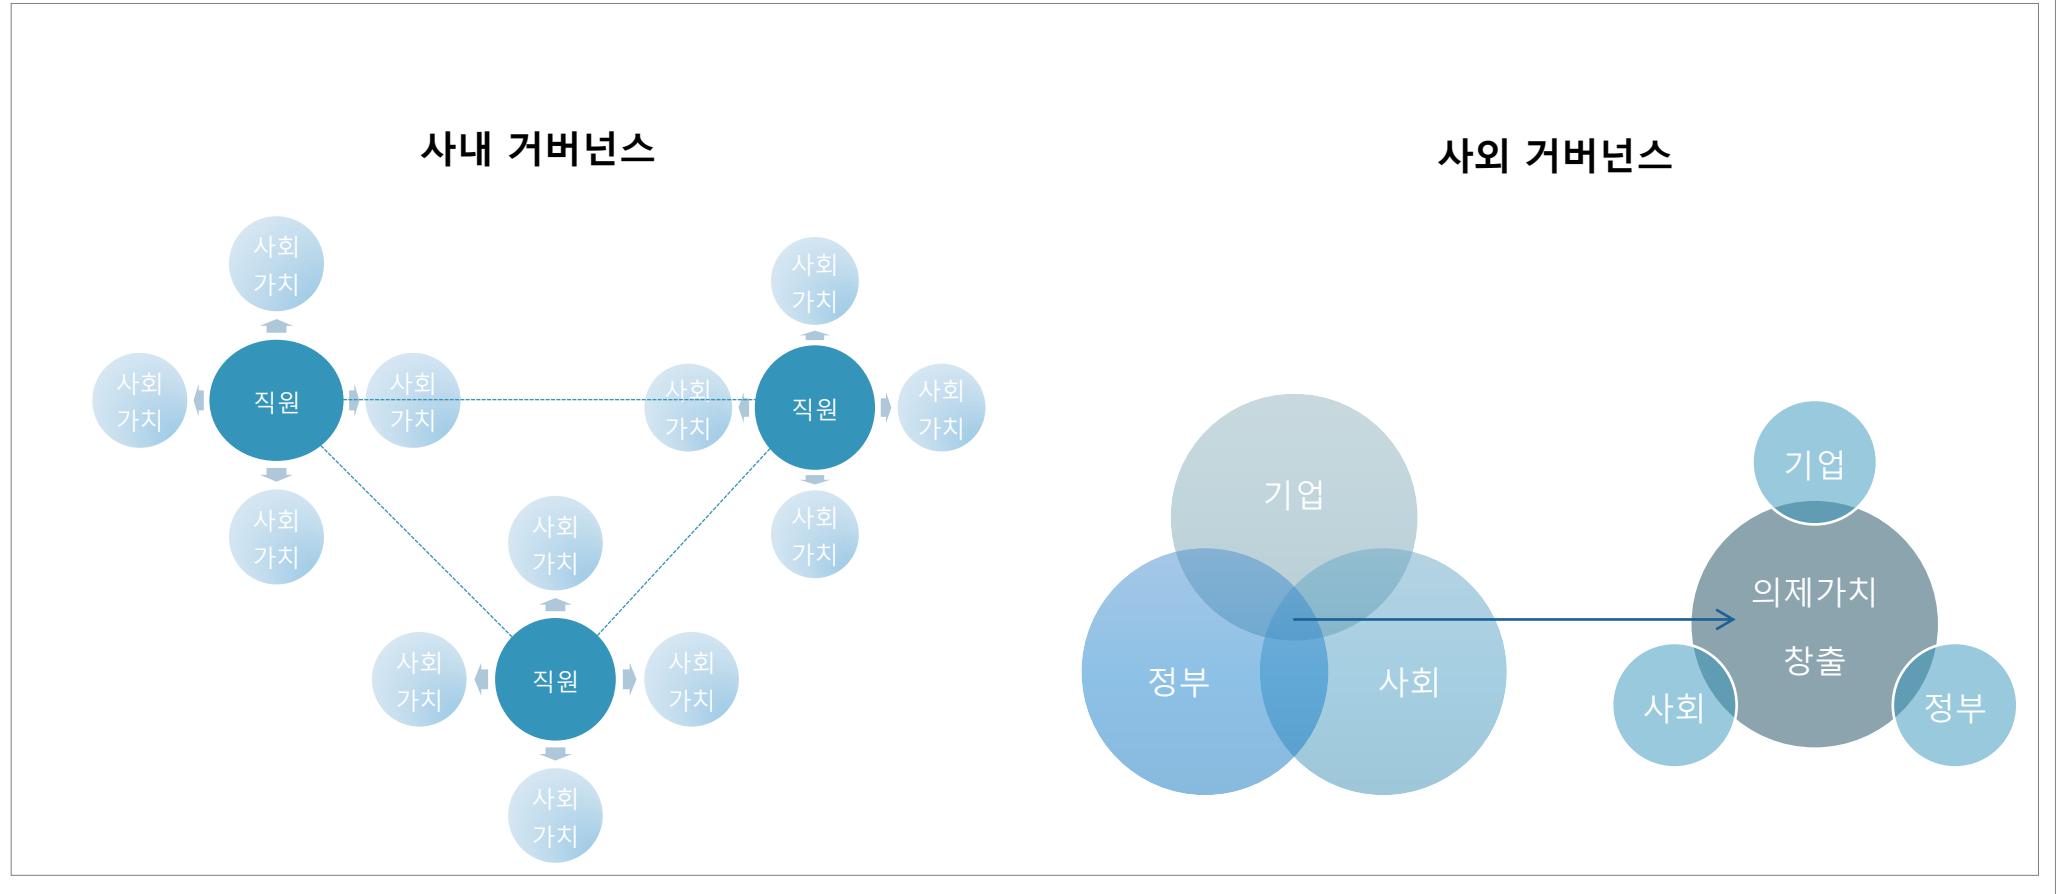 사내 거버넌스
사회
가치
사회
가치
직원
사회
가치
사회
가치
사회
가치
사회
가치
직원
사회
가치
사회
가치
사회
가치
사회
가치
직원
사회
가치
사회
가치
사외 거버넌스
기업
정부
사회
기업
의제가치
창출
사회
정부